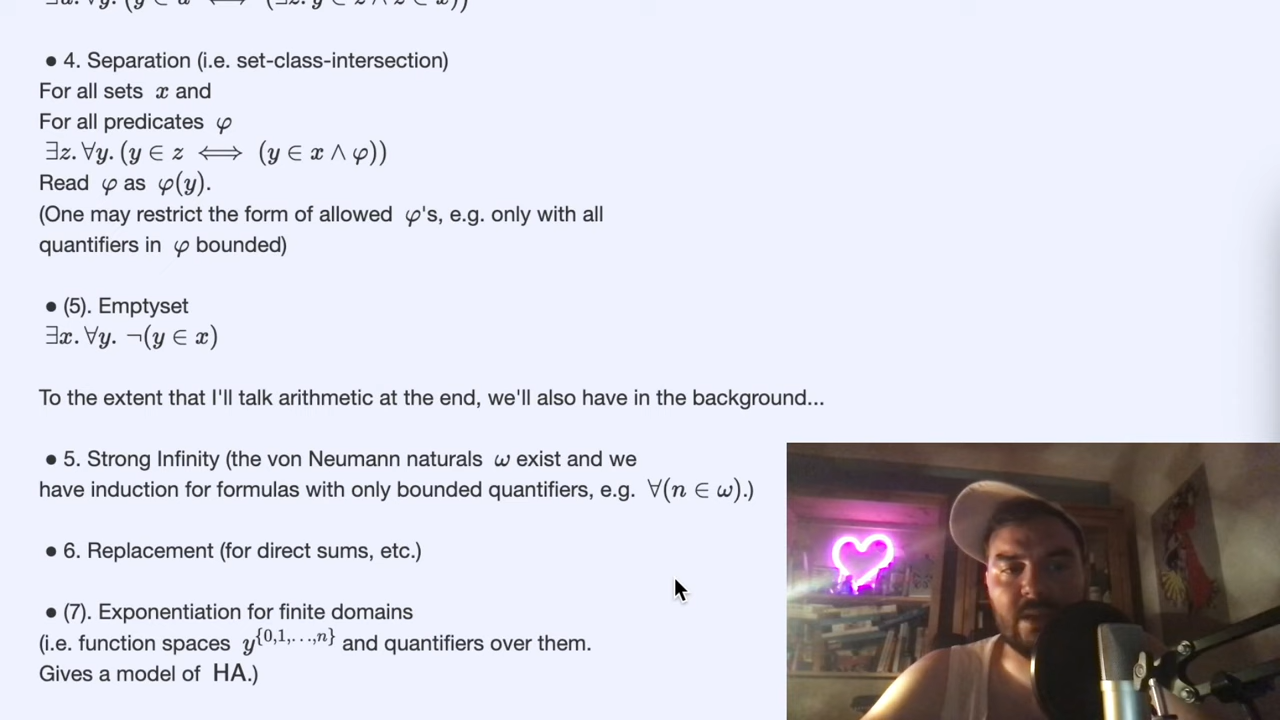 ∃u. ∀y. (y ∈ u ⟺ (∃z. y ∈ z ∧ z ∈ x))
● 4. Separation (i.e. set-class-intersection)
For all sets x and
For all predicates φ
∃z. ∀y. (y ∈ z ⟺ (y ∈ x ∧ φ))
Read φ as φ(y).
(One may restrict the form of allowed φ's, e.g. only with all
quantifiers in φ bounded)
● (5). Emptyset
∃x. ∀y. ¬(y ∈ x)
To the extent that I'll talk arithmetic at the end, we'll also have in the background...
● 5. Strong Infinity (the von Neumann naturals ω exist and we
have induction for formulas with only bounded quantifiers, e.g. ∀(n ∈ ω).)
● 6. Replacement (for direct sums, etc.)
● (7). Exponentiation for finite domains
(i.e. function spaces y^{0,1,...,n} and quantifiers over them.
Gives a model of HA.)